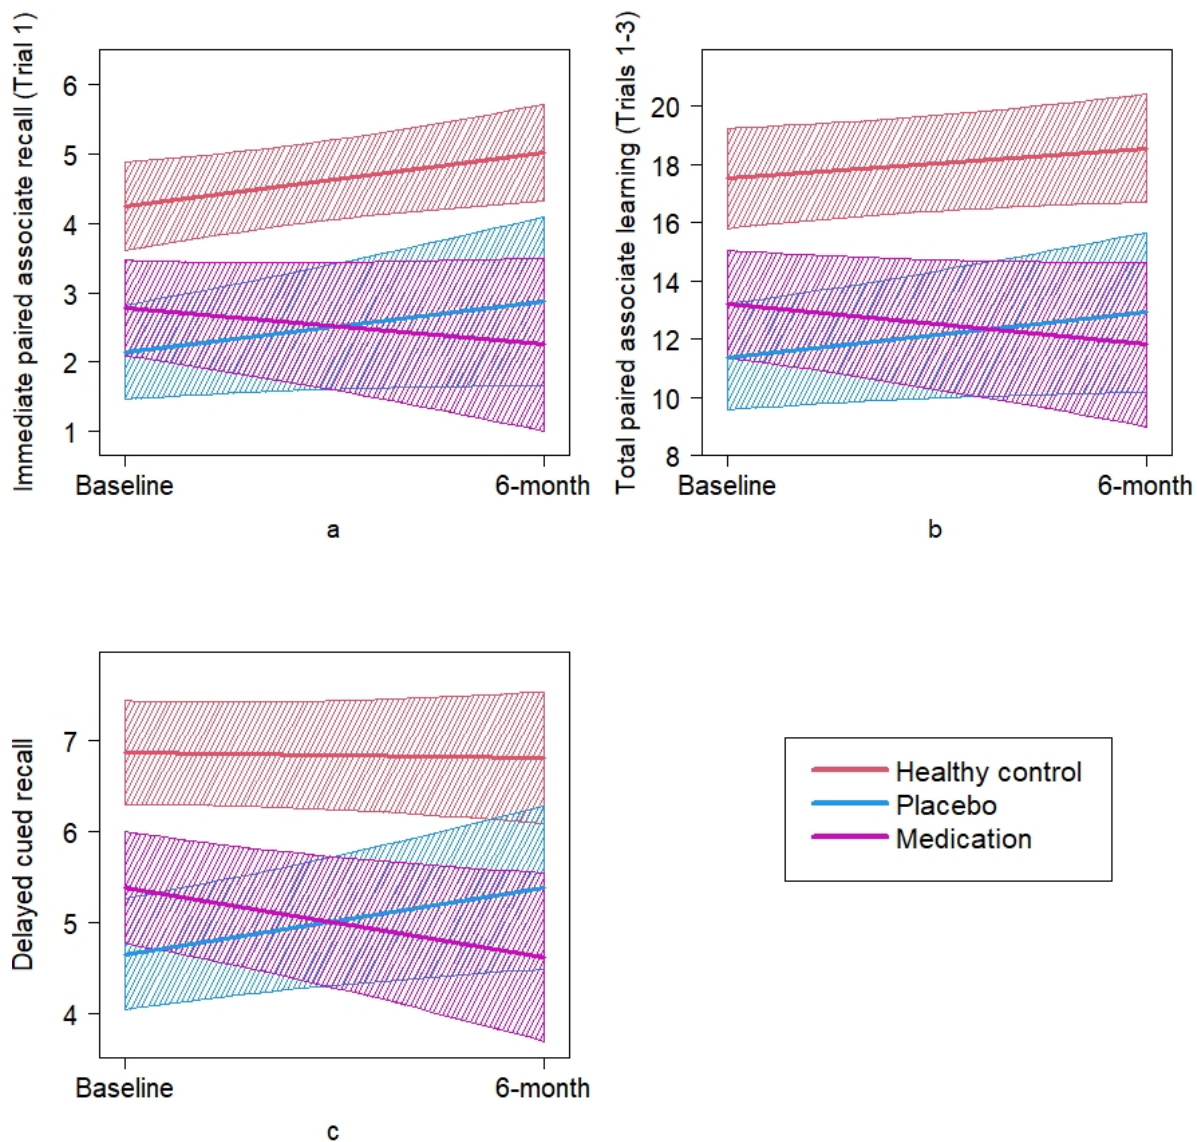 Immediate paired associate recall (Trial 1)
6
5
4
3
2
1
Baseline
6-month
a
Total paired associate learning (Trials 1-3)
20
18
16
14
12
10
8
Baseline
6-month
b
Delayed cued recall
7
6
5
4
Baseline
6-month
c
Healthy control
Placebo
Medication